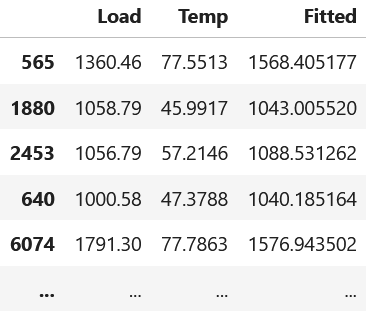 Load Temp Fitted
565 1360.46 77.5513 1568.405177
1880 1058.79 45.9917 1043.005520
2453 1056.79 57.2146 1088.531262
640 1000.58 47.3788 1040.185164
6074 1791.30 77.7863 1576.943502
... ... ... ...